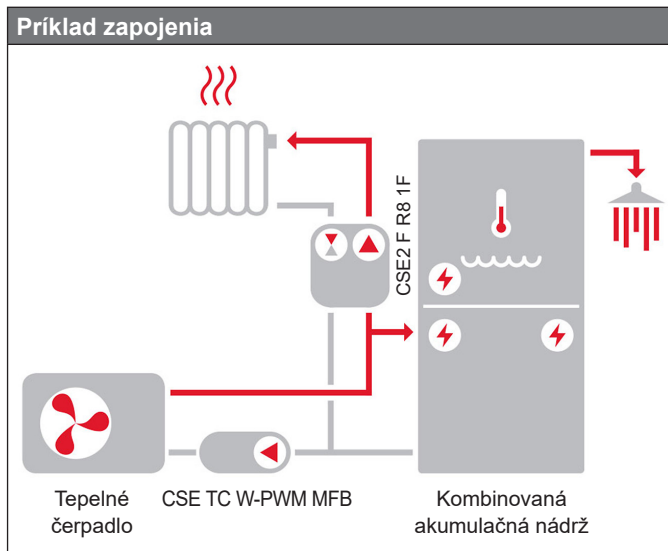 Príklad zapojenia
CSE2 F R8 1F
Tepelné
čerpadlo
CSE TC W-PWM MFB
Kombinovaná
akumulačná nádrž